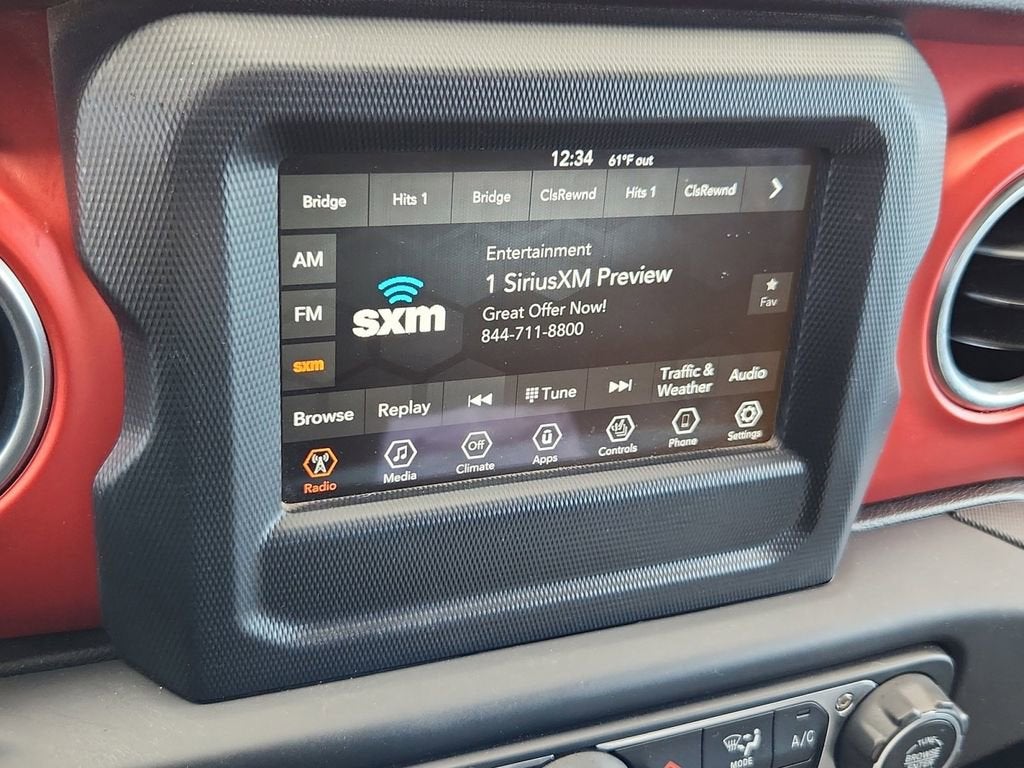 12:34 61°F out
Bridge Hits 1 Bridge ClsRewnd Hits 1 ClsRewnd
AM
FM
sxm
sxm
Entertainment
1 SiriusXM Preview
Great Offer Now!
844-711-8800
Fav
Browse Replay Tune Traffic & Weather Audio
Radio Media Climate Apps Controls Phone Settings
Off
MODE
A/C
TUNE
BROWSE